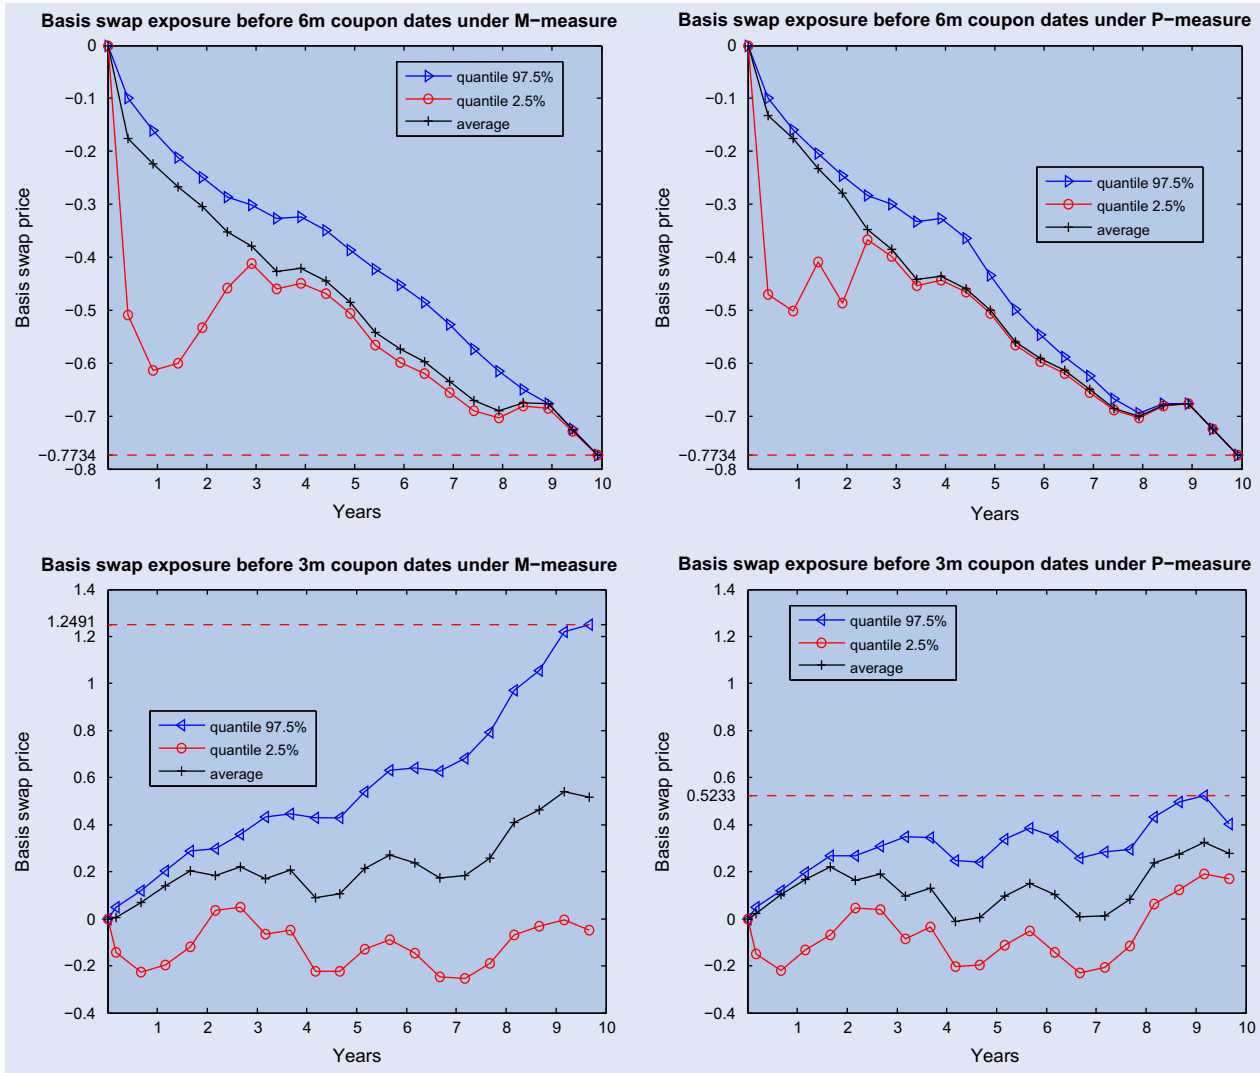 Basis swap exposure before 6m coupon dates under M−measure
0
−0.1
−0.2
−0.3
−0.4
−0.5
−0.6
−0.7
−0.7734
−0.8
Basis swap price
quantile 97.5%
quantile 2.5%
average
1 2 3 4 5 6 7 8 9 10
Years
Basis swap exposure before 6m coupon dates under P−measure
0
−0.1
−0.2
−0.3
−0.4
−0.5
−0.6
−0.7
−0.7734
−0.8
Basis swap price
quantile 97.5%
quantile 2.5%
average
1 2 3 4 5 6 7 8 9 10
Years
Basis swap exposure before 3m coupon dates under M−measure
1.4
1.2491
1.2
1
0.8
0.6
0.4
0.2
0
−0.2
−0.4
Basis swap price
quantile 97.5%
quantile 2.5%
average
1 2 3 4 5 6 7 8 9 10
Years
Basis swap exposure before 3m coupon dates under P−measure
1.4
1.2
1
0.8
0.6
0.5233
0.4
0.2
0
−0.2
−0.4
Basis swap price
quantile 97.5%
quantile 2.5%
average
1 2 3 4 5 6 7 8 9 10
Years